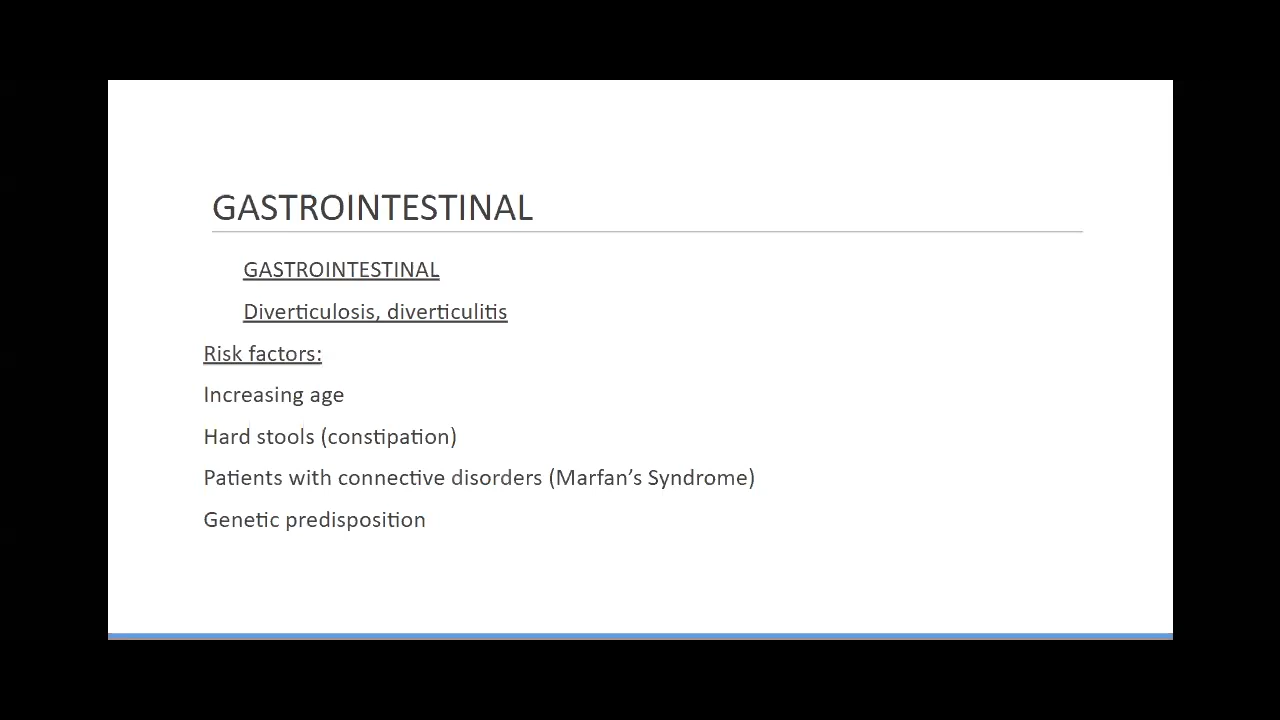 GASTROINTESTINAL
GASTROINTESTINAL
Diverticulosis, diverticulitis
Risk factors:
Increasing age
Hard stools (constipation)
Patients with connective disorders (Marfan’s Syndrome)
Genetic predisposition